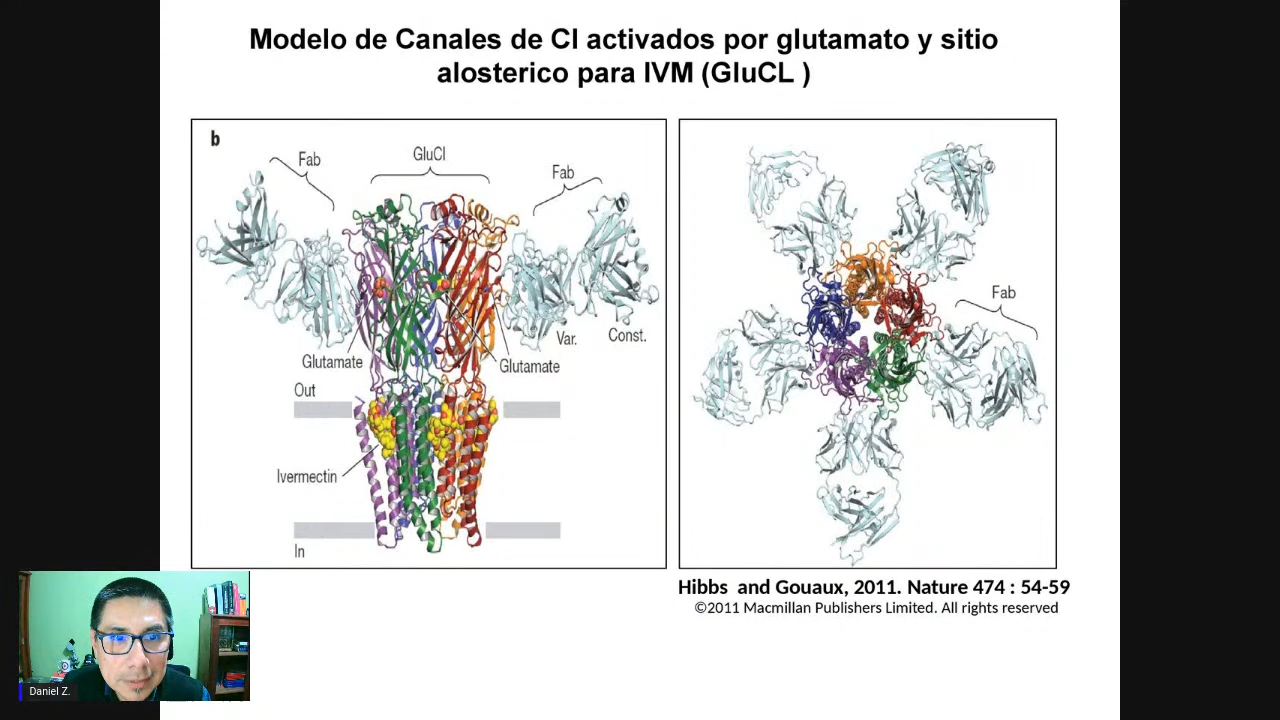 Modelo de Canales de Cl activados por glutamato y sitio
alosterico para IVM (GluCL )
b
Fab
GluCl
Fab
Var.
Const.
Glutamate
Glutamate
Out
Ivermectin
In
Fab
Hibbs and Gouaux, 2011. Nature 474 : 54-59
©2011 Macmillan Publishers Limited. All rights reserved
Daniel Z.